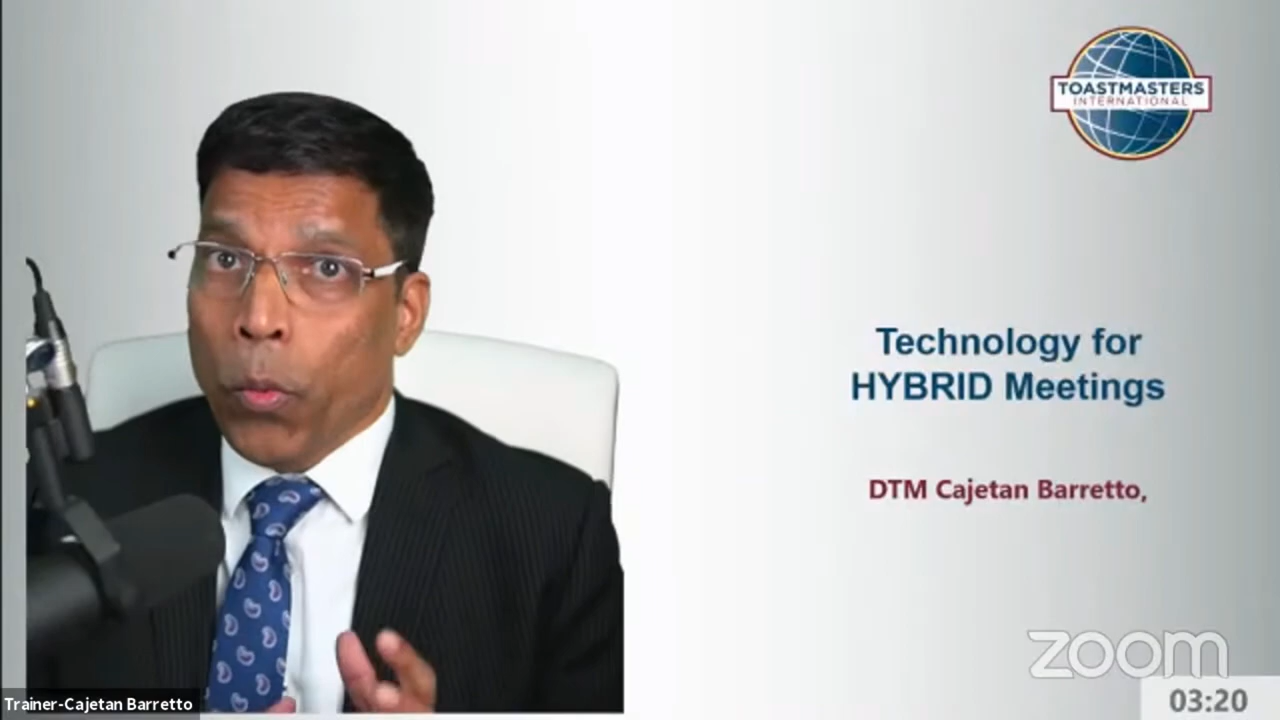 TOASTMASTERS
INTERNATIONAL
Technology for
HYBRID Meetings
DTM Cajetan Barretto,
zoom
03:20
Trainer-Cajetan Barretto